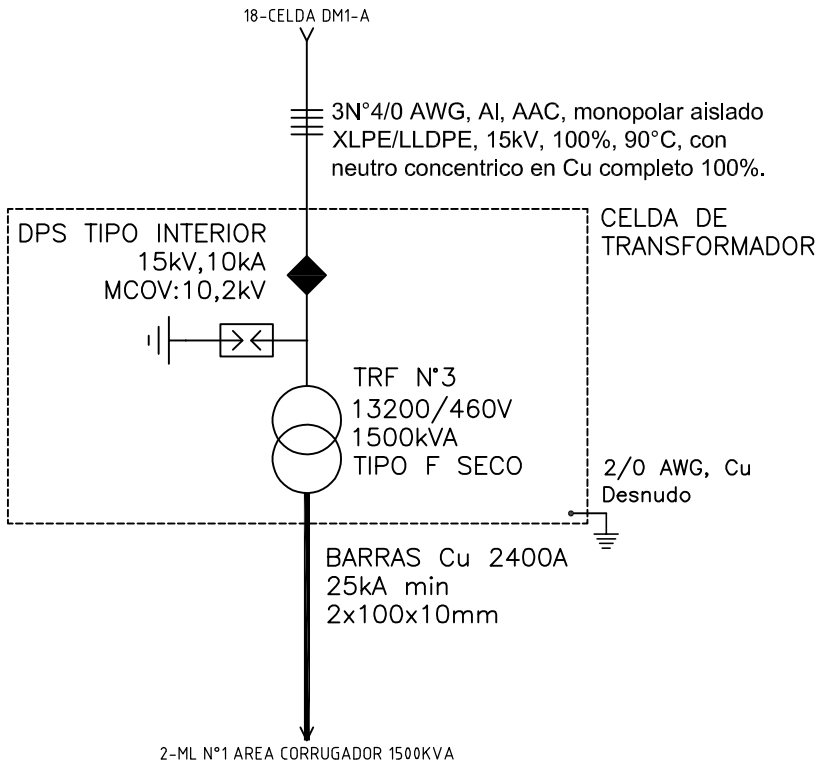 18-CELDA DM1-A
3N°4/0 AWG, Al, AAC, monopolar aislado
XLPE/LLDPE, 15kV, 100%, 90°C, con
neutro concentrico en Cu completo 100%.
CELDA DE
TRANSFORMADOR
DPS TIPO INTERIOR
15kV,10kA
MCOV:10,2kV
TRF N°3
13200/460V
1500kVA
TIPO F SECO
2/0 AWG, Cu
Desnudo
BARRAS Cu 2400A
25kA min
2x100x10mm
2-ML N°1 AREA CORRUGADOR 1500KVA